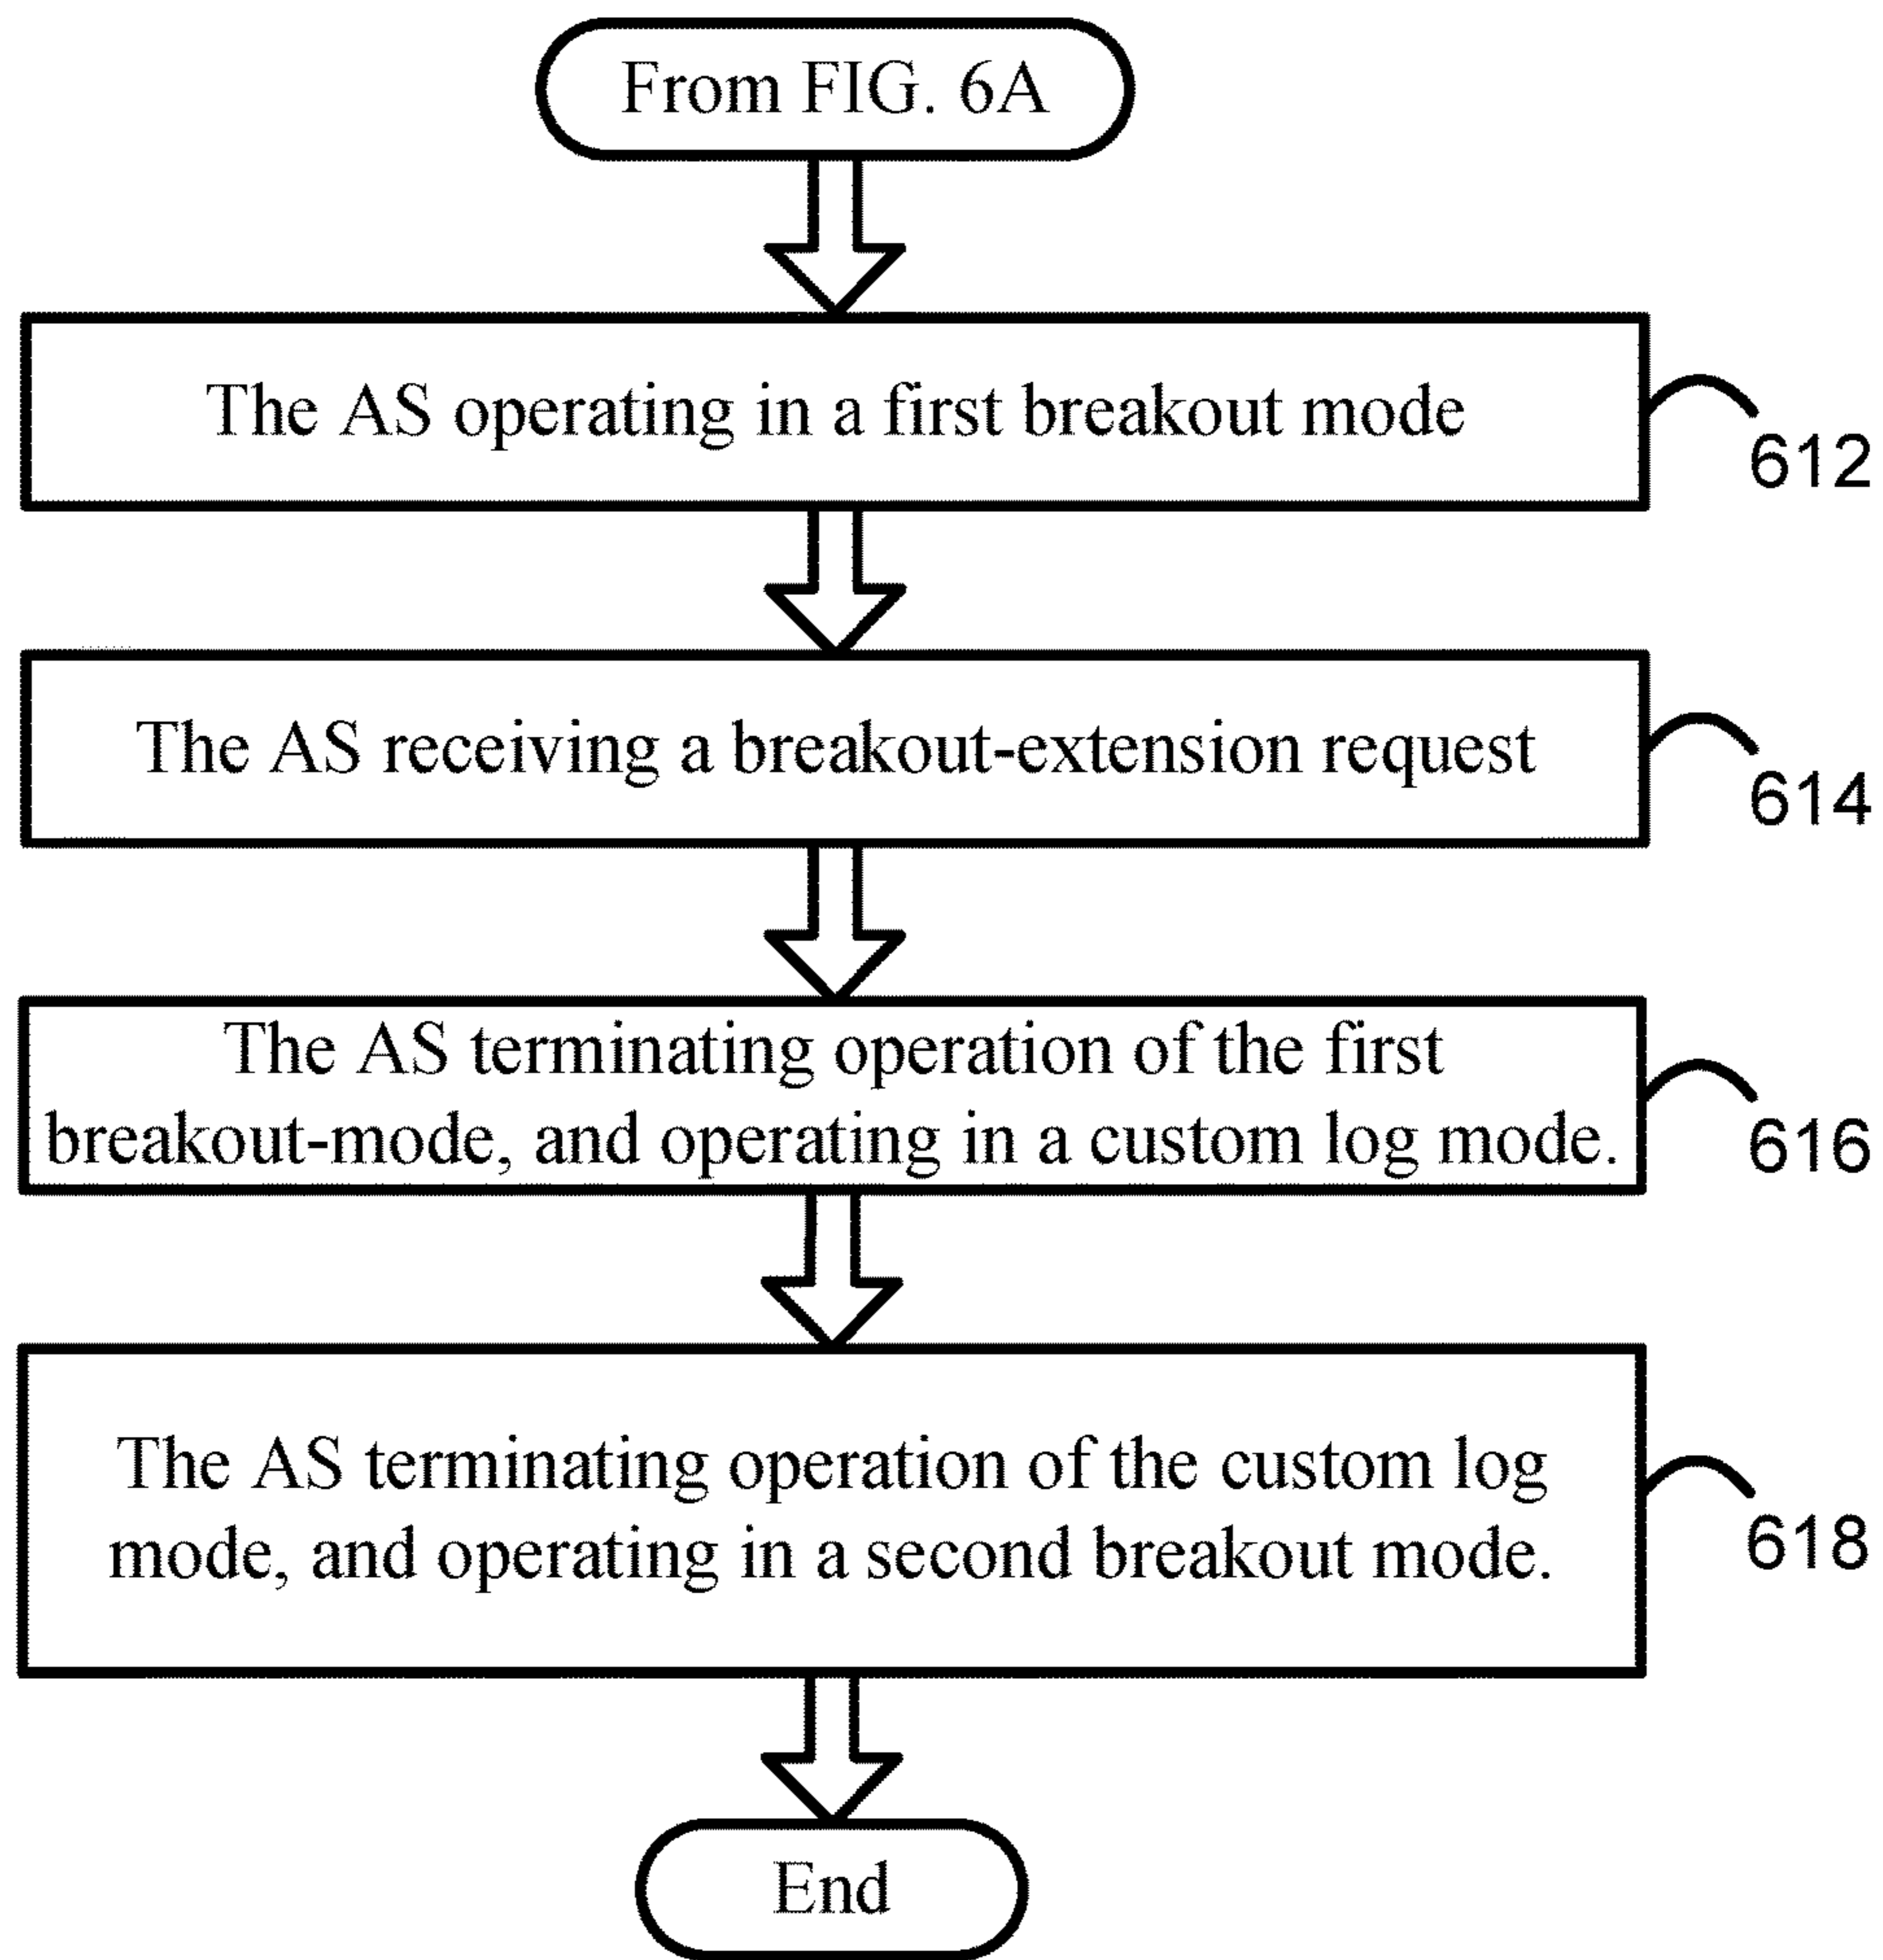 From FIG. 6A
The AS operating in a first breakout mode
612
The AS receiving a breakout-extension request
614
The AS terminating operation of the first
breakout-mode, and operating in a custom log mode.
616
The AS terminating operation of the custom log
mode, and operating in a second breakout mode.
618
End